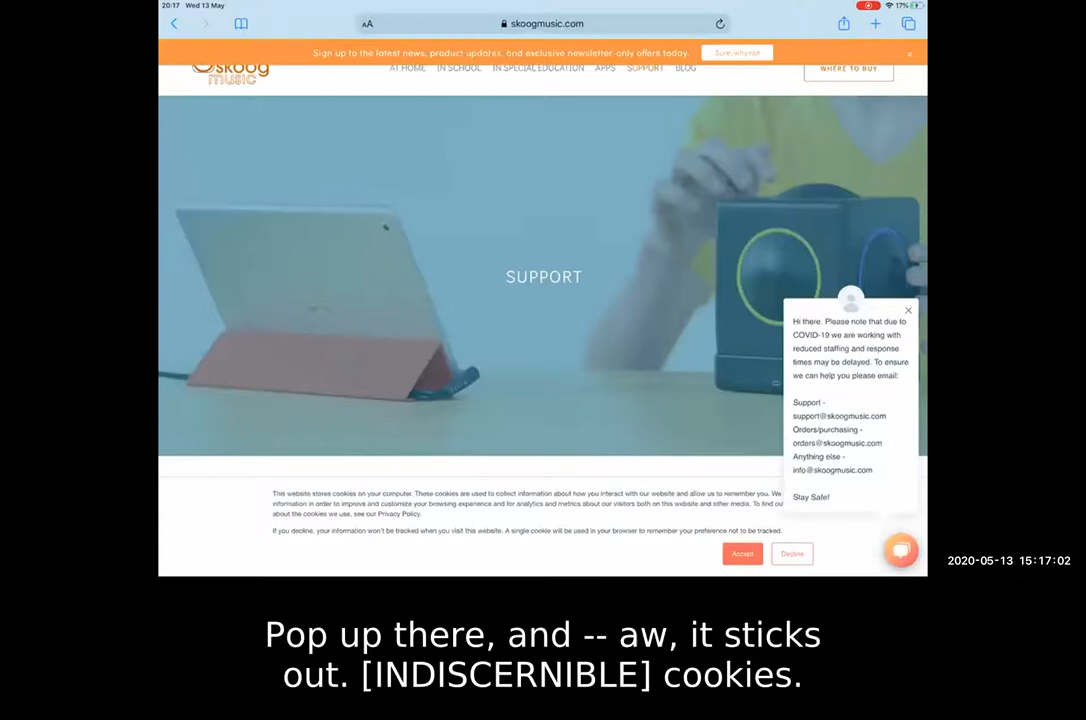 20:17 Wed 13 May
17%
AA
skoogmusic.com
Sign up to the latest news, product updates, and exclusive newsletter-only offers today.
Sure, why not
skoog
music
AT HOME IN SCHOOL IN SPECIAL EDUCATION APPS SUPPORT BLOG
WHERE TO BUY
SUPPORT
Hi there. Please note that due to
COVID-19 we are working with
reduced staffing and response
times may be delayed. To ensure
we can help you please email:
Support -
support@skoogmusic.com
Orders/purchasing -
orders@skoogmusic.com
Anything else -
info@skoogmusic.com
Stay Safe!
This website stores cookies on your computer. These cookies are used to collect information about how you interact with our website and allow us to remember you. We
information in order to improve and customize your browsing experience and for analytics and metrics about our visitors both on this website and other media. To find ou
about the cookies we use, see our Privacy Policy.
If you decline, your information won't be tracked when you visit this website. A single cookie will be used in your browser to remember your preference not to be tracked.
Accept
Decline
2020-05-13 15:17:02
Pop up there, and -- aw, it sticks
out. [INDISCERNIBLE] cookies.